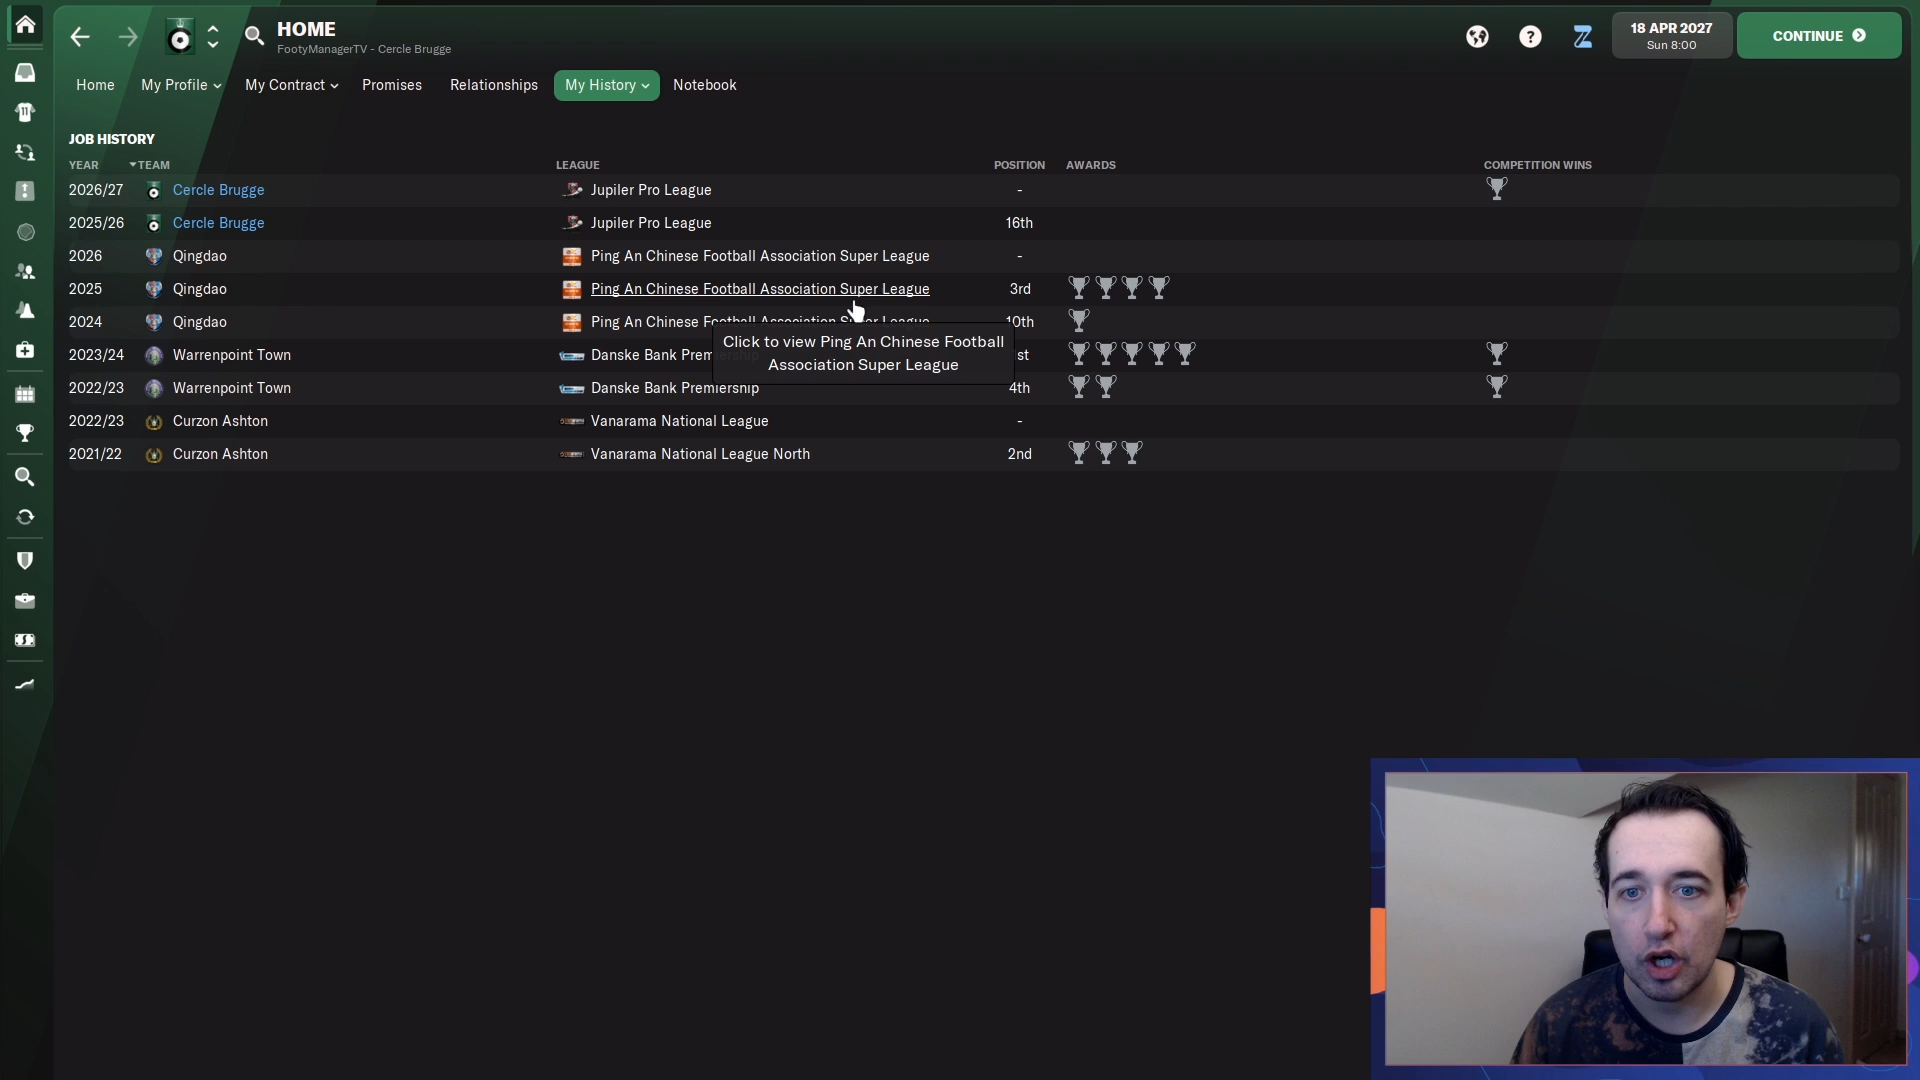 HOME
FootyManagerTV - Cercle Brugge
18 APR 2027
Sun 8:00
CONTINUE
Home My Profile My Contract Promises Relationships My History Notebook
JOB HISTORY
YEAR TEAM LEAGUE POSITION AWARDS COMPETITION WINS
2026/27 Cercle Brugge Jupiler Pro League -
2025/26 Cercle Brugge Jupiler Pro League 16th
2026 Qingdao Ping An Chinese Football Association Super League -
2025 Qingdao Ping An Chinese Football Association Super League 3rd
2024 Qingdao Ping An Chinese Football Association Super League 10th
Click to view Ping An Chinese Football
Association Super League
2023/24 Warrenpoint Town Danske Bank st
2022/23 Warrenpoint Town Danske Bank Premiership 4th
2022/23 Curzon Ashton Vanarama National League -
2021/22 Curzon Ashton Vanarama National League North 2nd